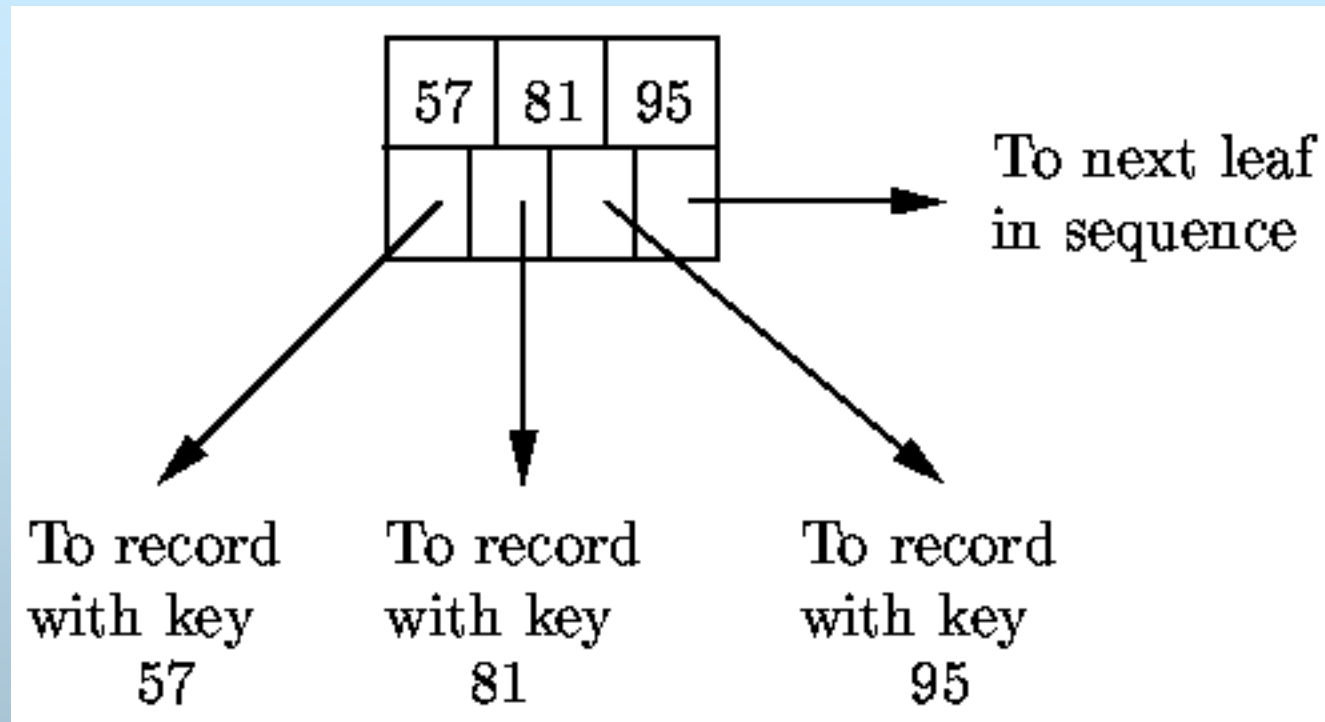 57 81 95
To next leaf
in sequence
To record
with key
57
To record
with key
81
To record
with key
95